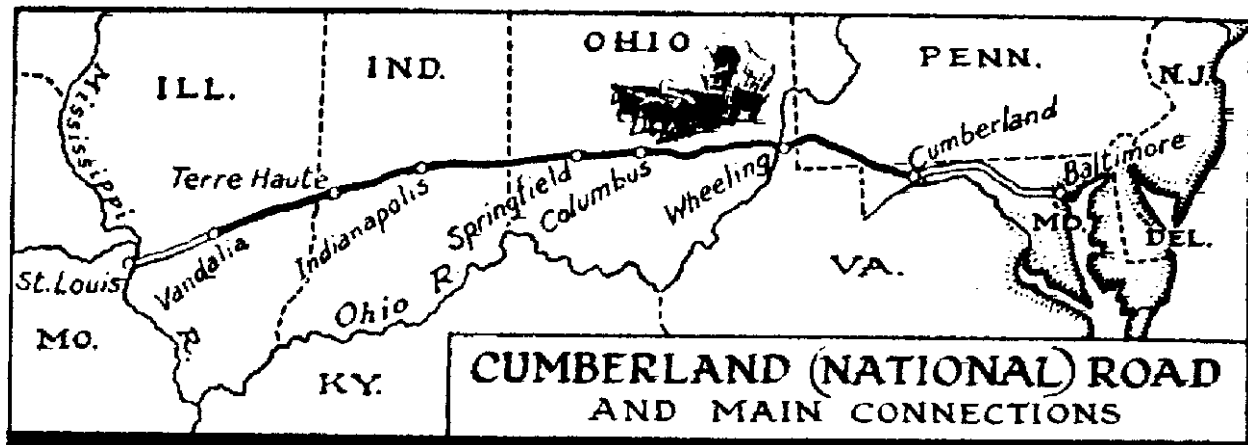 OHIO
PENN.
IND.
ILL.
N.J.
Mississippi
Cumberland
Baltimore
Terre Haute
Indianapolis
Springfield
Columbus
Wheeling
MO.
DEL.
VA.
St. Louis
Vandalia
R.
Ohio R.
MO.
KY.
CUMBERLAND (NATIONAL) ROAD
AND MAIN CONNECTIONS